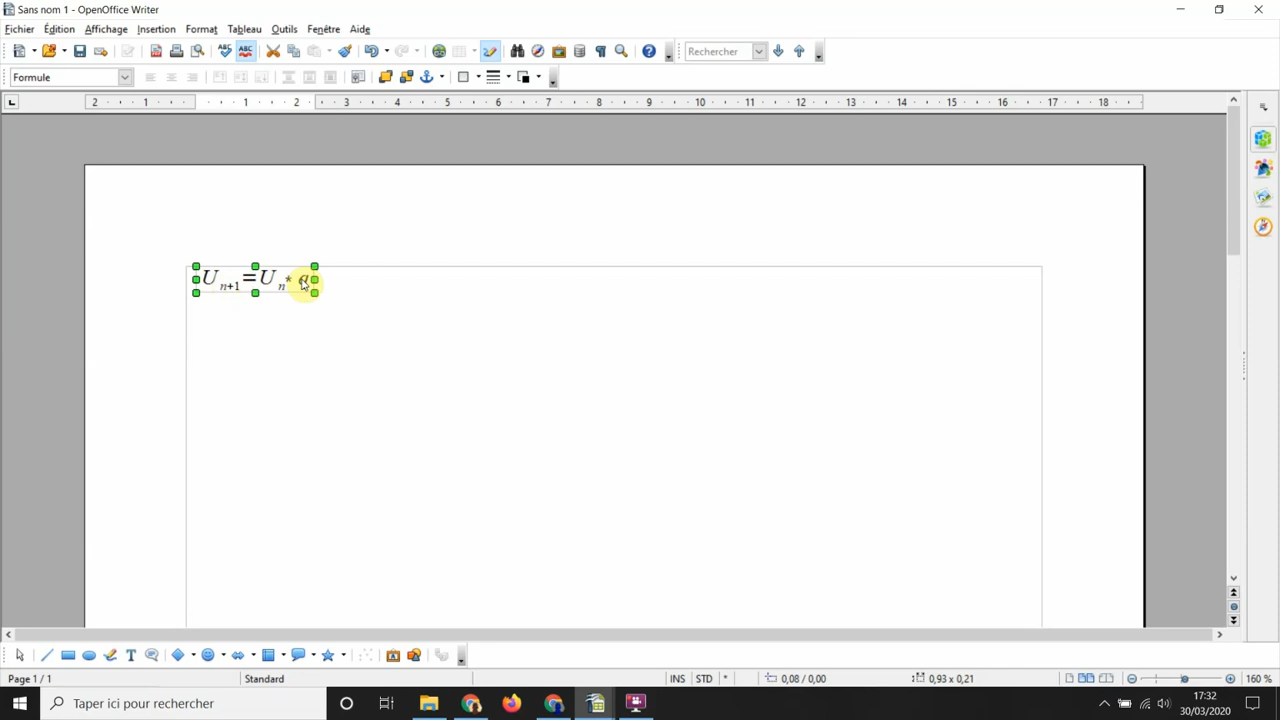 Sans nom 1 - OpenOffice Writer
Fichier Édition Affichage Insertion Format Tableau Outils Fenêtre Aide
Rechercher
Formule
2 1 1 2 3 4 5 6 7 8 9 10 11 12 13 14 15 16 17 18
U n+1 = U n *
Page 1 / 1 Standard INS STD * 0,08 / 0,00 0,93 x 0,21 160 %
Taper ici pour rechercher
17:32
30/03/2020